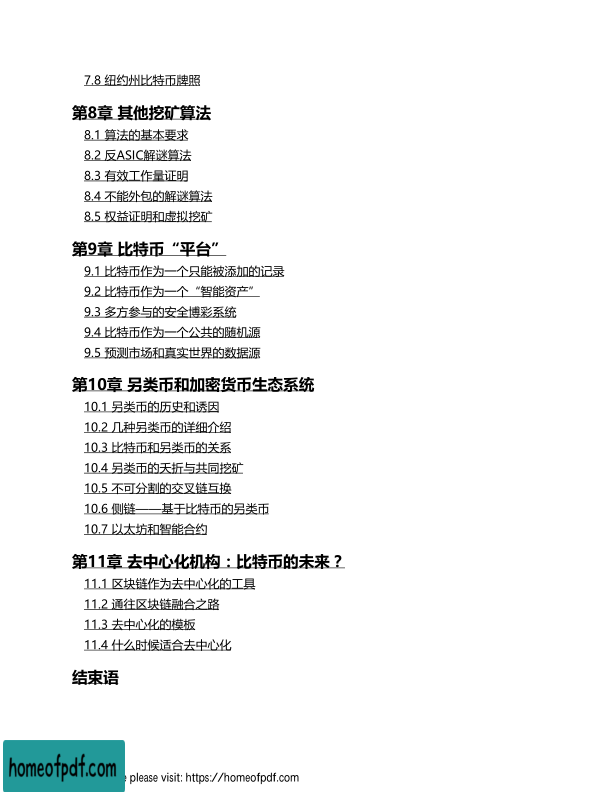 7.8 纽约州比特币牌照
第8章 其他挖矿算法
8.1 算法的基本要求
8.2 反ASIC解谜算法
8.3 有效工作量证明
8.4 不能外包的解谜算法
8.5 权益证明和虚拟挖矿
第9章 比特币“平台”
9.1 比特币作为一个只能被添加的记录
9.2 比特币作为一个“智能资产”
9.3 多方参与的安全博彩系统
9.4 比特币作为一个公共的随机源
9.5 预测市场和真实世界的数据源
第10章 另类币和加密货币生态系统
10.1 另类币的历史和诱因
10.2 几种另类币的详细介绍
10.3 比特币和另类币的关系
10.4 另类币的夭折与共同挖矿
10.5 不可分割的交叉链互换
10.6 侧链——基于比特币的另类币
10.7 以太坊和智能合约
第11章 去中心化机构：比特币的未来？
11.1 区块链作为去中心化的工具
11.2 通往区块链融合之路
11.3 去中心化的模板
11.4 什么时候适合去中心化
结束语
homeofpdf.com
please visit: https://homeofpdf.com